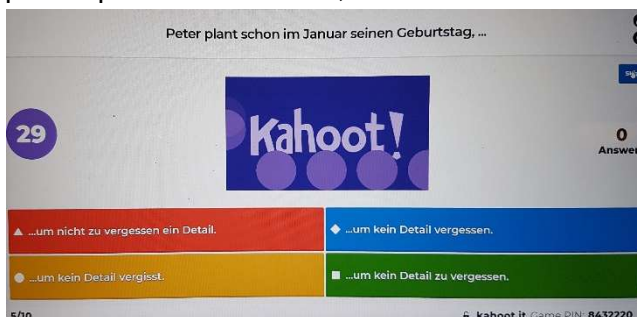 Peter plant schon im Januar seinen Geburtstag, ...
29
Kahoot!
0
Answer
...um nicht zu vergessen ein Detail.
...um kein Detail vergessen.
...um kein Detail vergisst.
...um kein Detail zu vergessen.
5/10
kahoot.it Game PIN: 8432220